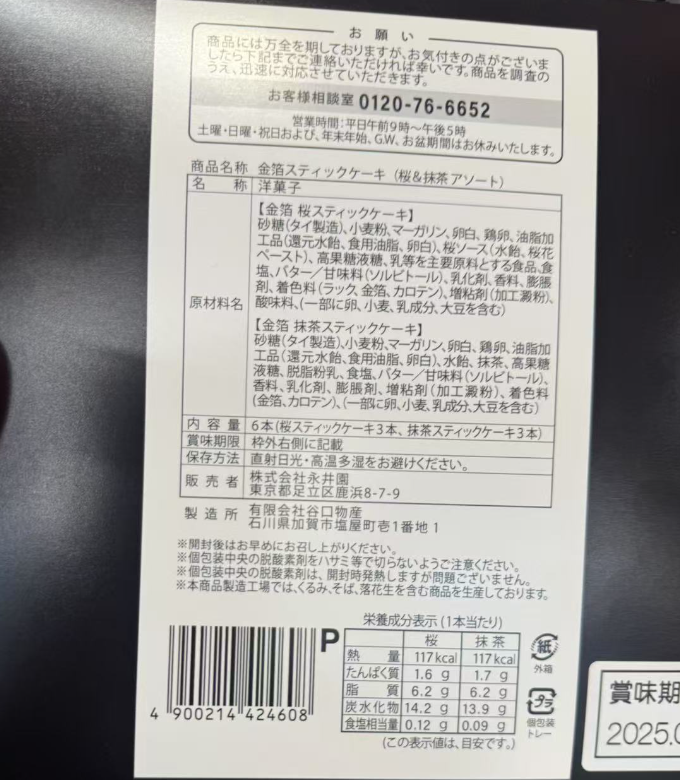 お願い
商品には万全を期しておりますが、お気付きの点がございま
したら下記までご連絡いただければ幸いです。商品を調査の
うえ、迅速に対応させていただきます。
お客様相談室 0120-76-6652
営業時間:平日午前9時〜午後5時
土曜・日曜・祝日および、年末年始、G.W、お盆期間はお休みいたします。
商品名称 金箔スティックケーキ(桜&抹茶アソート)
名称 洋菓子
原材料名
【金箔 桜スティックケーキ】
砂糖(タイ製造)、小麦粉、マーガリン、卵白、鶏卵、油脂加
工品(還元水飴、食用油脂、卵白)、桜ソース(水飴、桜花
ペースト)、高果糖液糖、乳等を主要原料とする食品、食
塩、バター/甘味料(ソルビトール)、乳化剤、香料、膨脹
剤、着色料(ラック、金箔、カロテン)、増粘剤(加工澱粉)、
酸味料、(一部に卵、小麦、乳成分、大豆を含む)
【金箔 抹茶スティックケーキ】
砂糖(タイ製造)、小麦粉、マーガリン、卵白、鶏卵、油脂加
工品(還元水飴、食用油脂、卵白)、水飴、抹茶、高果糖
液糖、脱脂粉乳、食塩、バター/甘味料(ソルビトール)、
香料、乳化剤、膨脹剤、増粘剤(加工澱粉)、着色料
(金箔、カロテン)、(一部に卵、小麦、乳成分、大豆を含む)
内容量 6本(桜スティックケーキ3本、抹茶スティックケーキ3本)
賞味期限 枠外右側に記載
保存方法 直射日光・高温多湿をお避けください。
販売者 株式会社永井園
東京都足立区鹿浜8-7-9
製造所 有限会社谷口物産
石川県加賀市塩屋町壱1番地1
※開封後はお早めにお召し上がりください。
※個包装中央の脱酸素剤をハサミ等で切らないようご注意ください。
※個包装中央の脱酸素剤は、開封時発熱しますが問題ございません。
※本商品製造工場では、くるみ、そば、落花生を含む商品を生産しております。
栄養成分表示(1本当たり)
桜 抹茶
熱量 117kcal 117kcal
たんぱく質 1.6 g 1.7 g
脂質 6.2 g 6.2 g
炭水化物 14.2 g 13.9 g
食塩相当量 0.12 g 0.09 g
(この表示値は、目安です。)
P
4 900214 424608
紙
外箱
プラ
個包装
トレー
賞味期
2025.0